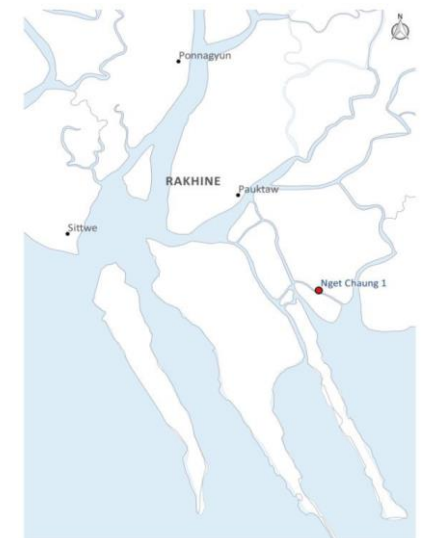 N
Ponnagyun
RAKHINE
Pauktaw
Sittwe
Nget Chaung 1